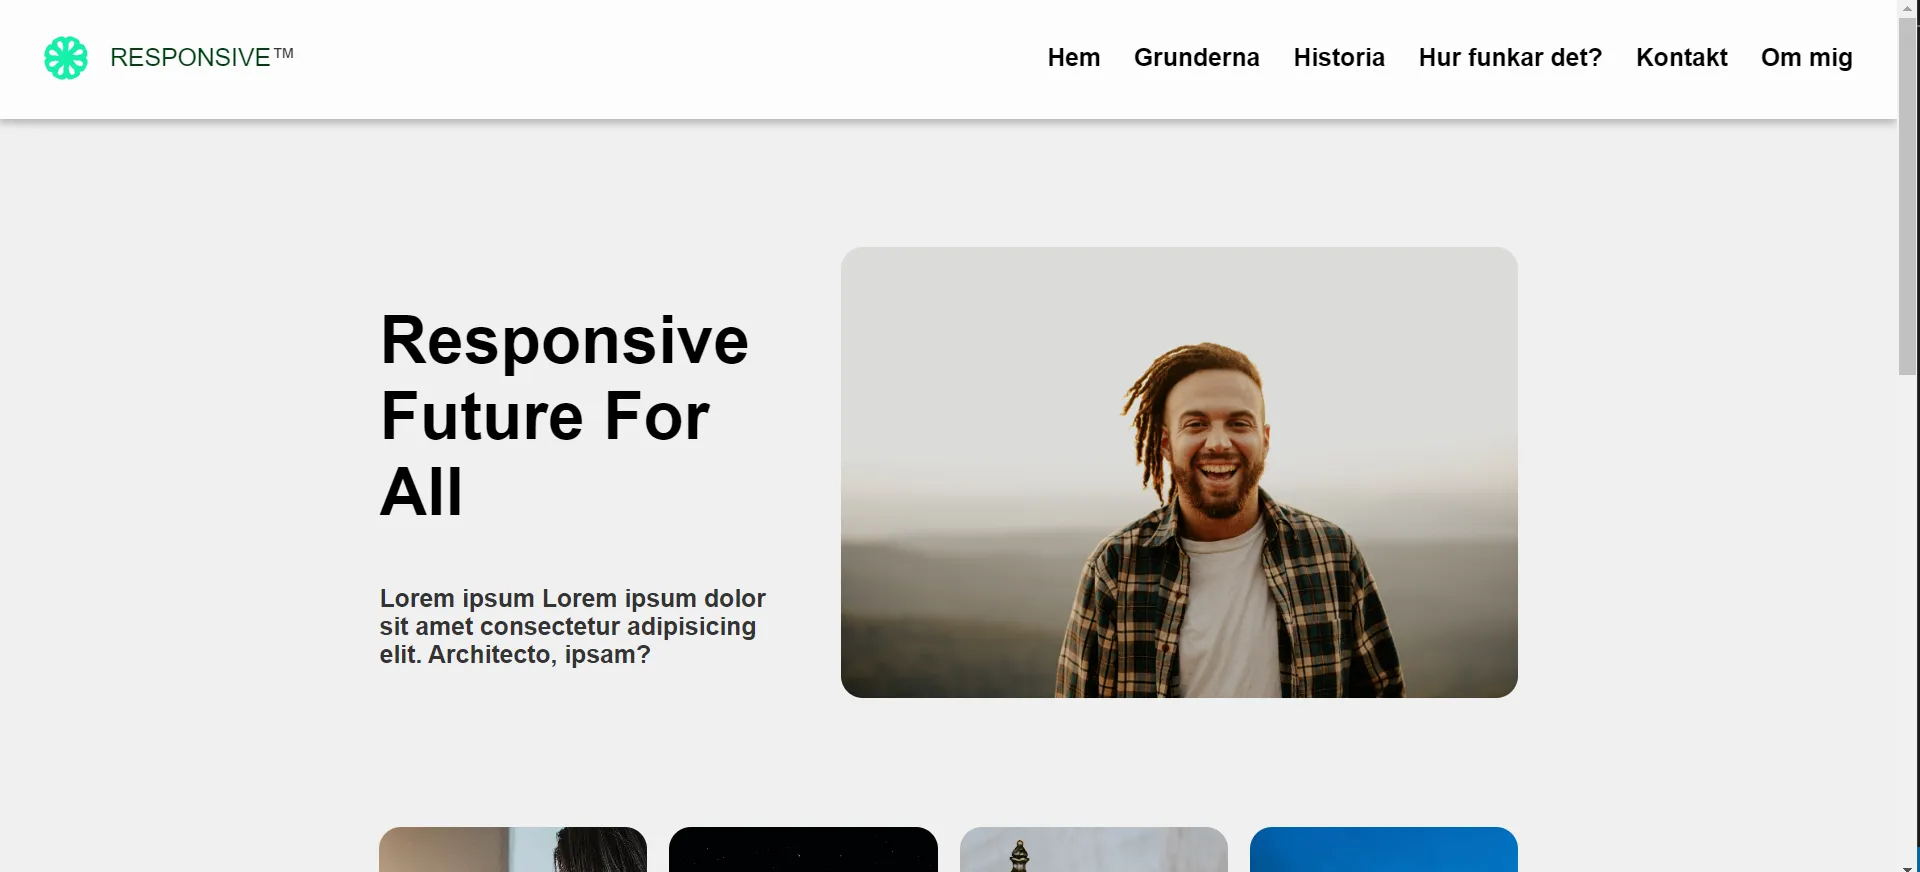 RESPONSIVE™
Hem Grunderna Historia Hur funkar det? Kontakt Om mig
Responsive
Future For
All
Lorem ipsum Lorem ipsum dolor
sit amet consectetur adipisicing
elit. Architecto, ipsam?